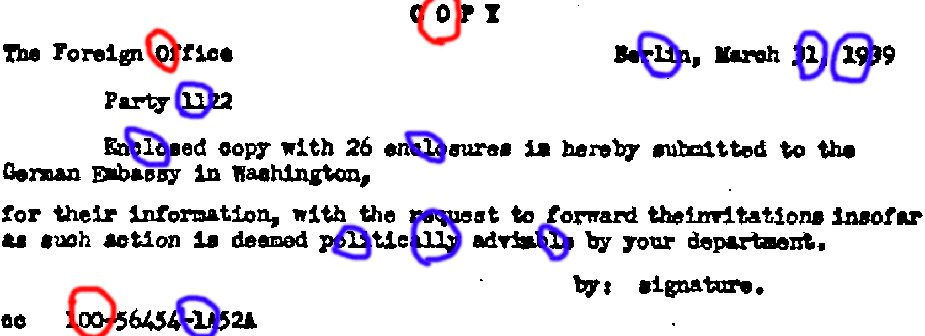 COPY
The Foreign Office Berlin, March 31, 1939
Party 1122
Enclosed copy with 26 enclosures is hereby submitted to the
German Embassy in Washington,
for their information, with the request to forward theinvitations insofar
as such action is deemed politically advisable by your department.
by: signature.
cc 100-56454-1A52A